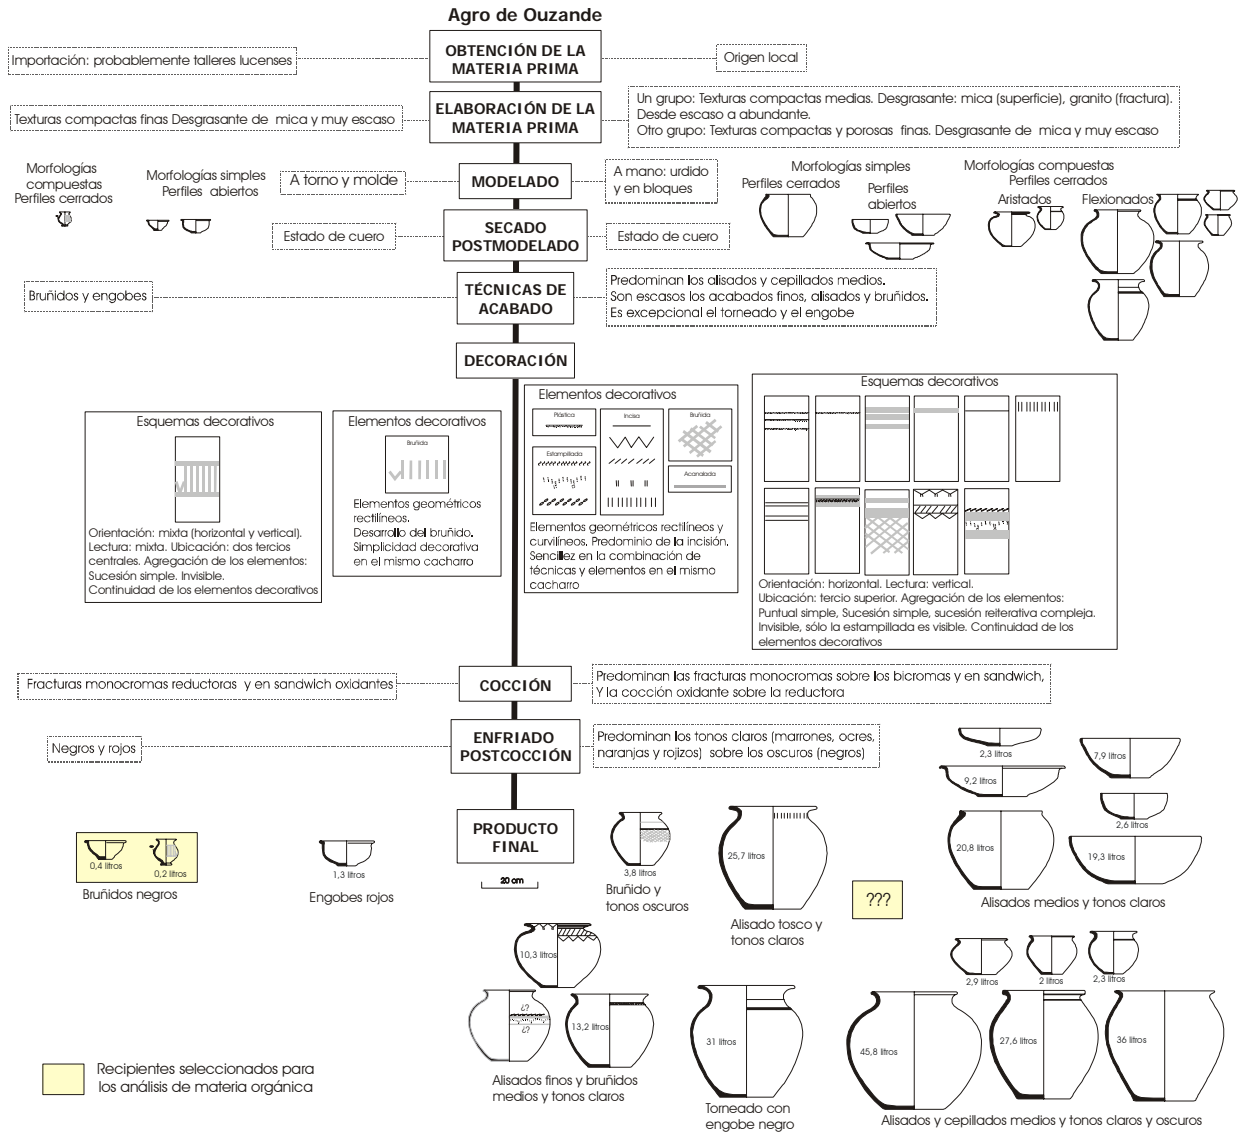 Agro de Ouzande
OBTENCIÓN DE LA
MATERIA PRIMA
Importación: probablemente talleres lucenses
Origen local
ELABORACIÓN DE LA
MATERIA PRIMA
Texturas compactas finas Desgrasante de mica y muy escaso
Un grupo: Texturas compactas medias. Desgrasante: mica (superficie), granito (fractura).
Desde escaso a abundante.
Otro grupo: Texturas compactas y porosas finas. Desgrasante de mica y muy escaso
Morfologías
compuestas
Perfiles cerrados
Morfologías simples
Perfiles abiertos
A torno y molde
MODELADO
A mano: urdido
y en bloques
Morfologías simples
Perfiles cerrados
Perfiles
abiertos
Morfologías compuestas
Perfiles cerrados
Aristados
Flexionados
Estado de cuero
SECADO
POSTMODELADO
Estado de cuero
Bruñidos y engobes
TÉCNICAS DE
ACABADO
Predominan los alisados y cepillados medios.
Son escasos los acabados finos, alisados y bruñidos.
Es excepcional el torneado y el engobe
DECORACIÓN
Esquemas decorativos
Orientación: mixta (horizontal y vertical).
Lectura: mixta. Ubicación: dos tercios
centrales. Agregación de los elementos:
Sucesión simple. Invisible.
Continuidad de los elementos decorativos
Elementos decorativos
Bruñida
Elementos geométricos
rectilíneos.
Desarrollo del bruñido.
Simplicidad decorativa
en el mismo cacharro
Elementos decorativos
Plástica
Incisa
Bruñida
Estampillada
Acanalada
Elementos geométricos rectilíneos y
curvilíneos. Predominio de la incisión.
Sencillez en la combinación de
técnicas y elementos en el mismo
cacharro
Esquemas decorativos
Orientación: horizontal. Lectura: vertical.
Ubicación: tercio superior. Agregación de los elementos:
Puntual simple, Sucesión simple, sucesión reiterativa compleja.
Invisible, sólo la estampillada es visible. Continuidad de los
elementos decorativos
Fracturas monocromas reductoras y en sandwich oxidantes
COCCIÓN
Predominan las fracturas monocromas sobre los bicromas y en sandwich,
Y la cocción oxidante sobre la reductora
Negros y rojos
ENFRIADO
POSTCOCCIÓN
Predominan los tonos claros (marrones, ocres,
naranjas y rojizos) sobre los oscuros (negros)
PRODUCTO
FINAL
20 cm
0,4 litros
0,2 litros
Bruñidos negros
1,3 litros
Engobes rojos
3,8 litros
Bruñido y
tonos oscuros
25,7 litros
Alisado tosco y
tonos claros
???
2,3 litros
7,9 litros
9,2 litros
2,6 litros
20,8 litros
19,3 litros
Alisados medios y tonos claros
10,3 litros
¿?
¿?
13,2 litros
Alisados finos y bruñidos
medios y tonos claros
31 litros
Torneado con
engobe negro
2,9 litros
2 litros
2,3 litros
45,8 litros
27,6 litros
36 litros
Alisados y cepillados medios y tonos claros y oscuros
Recipientes seleccionados para
los análisis de materia orgánica